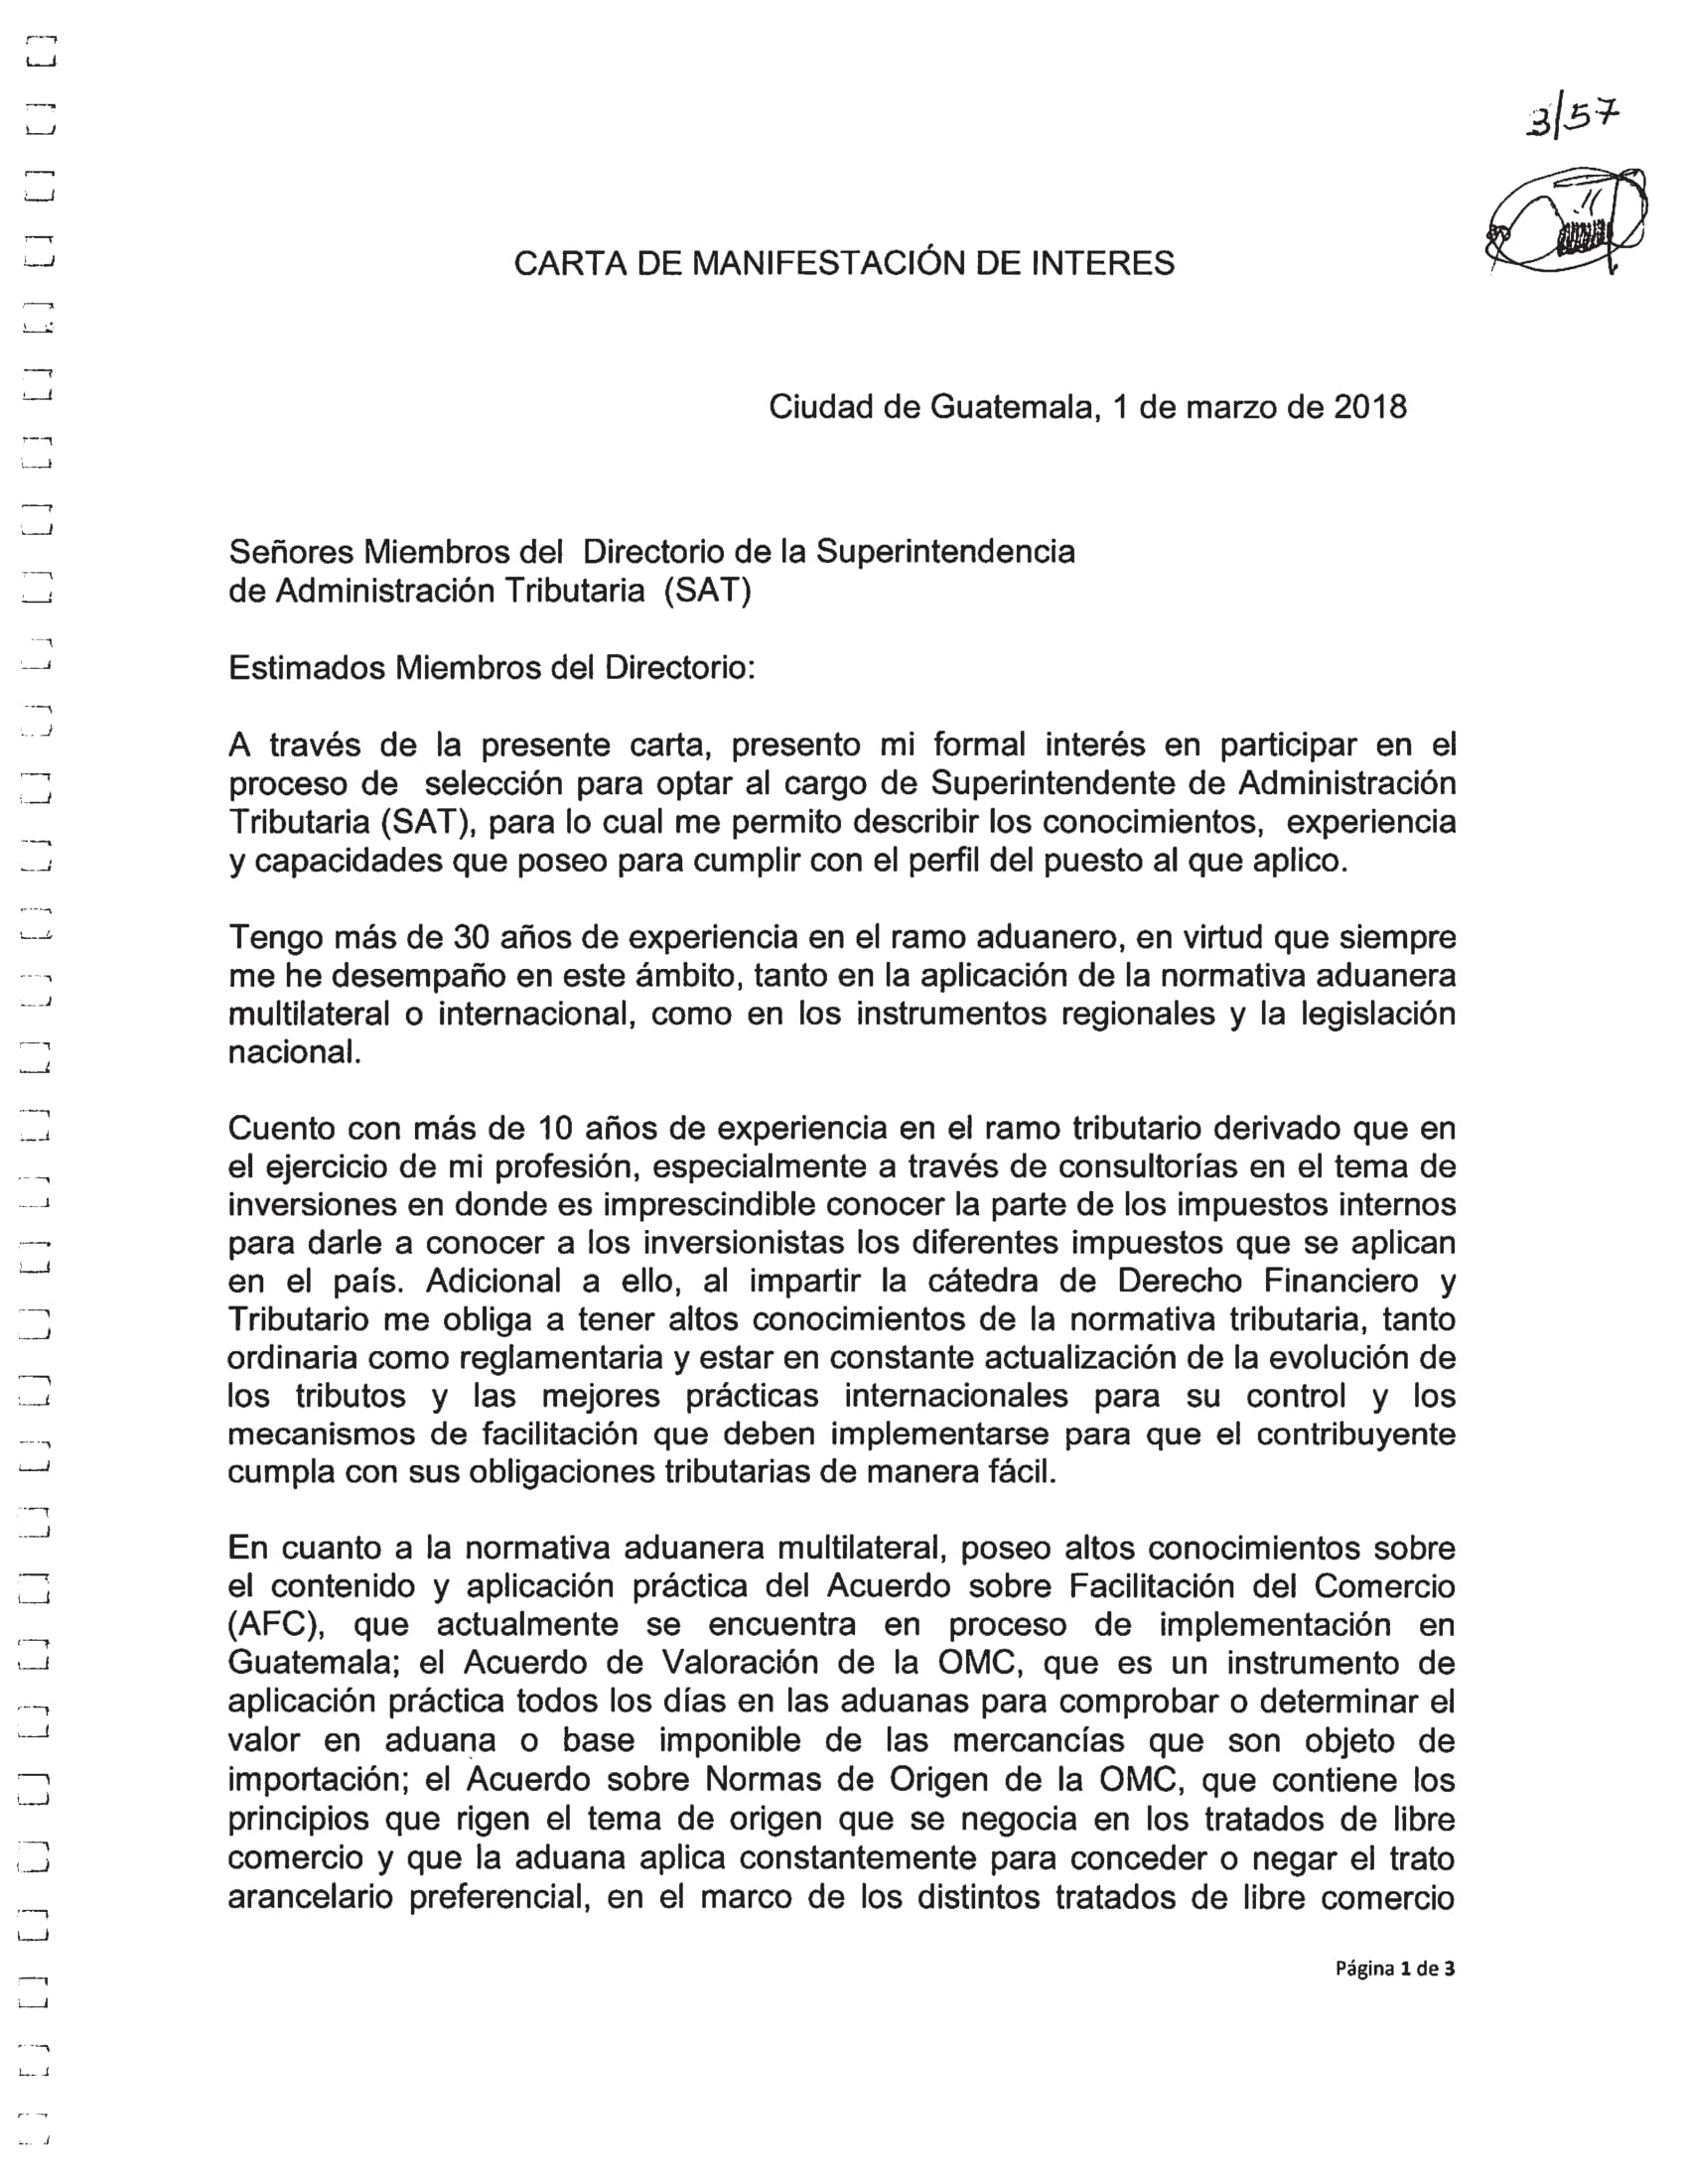 3/57
CARTA DE MANIFESTACIÓN DE INTERES
Ciudad de Guatemala, 1 de marzo de 2018
Señores Miembros del Directorio de la Superintendencia
de Administración Tributaria (SAT)
Estimados Miembros del Directorio:
A través de la presente carta, presento mi formal interés en participar en el
proceso de selección para optar al cargo de Superintendente de Administración
Tributaria (SAT), para lo cual me permito describir los conocimientos, experiencia
y capacidades que poseo para cumplir con el perfil del puesto al que aplico.
Tengo más de 30 años de experiencia en el ramo aduanero, en virtud que siempre
me he desempaño en este ámbito, tanto en la aplicación de la normativa aduanera
multilateral o internacional, como en los instrumentos regionales y la legislación
nacional.
Cuento con más de 10 años de experiencia en el ramo tributario derivado que en
el ejercicio de mi profesión, especialmente a través de consultorías en el tema de
inversiones en donde es imprescindible conocer la parte de los impuestos internos
para darle a conocer a los inversionistas los diferentes impuestos que se aplican
en el país. Adicional a ello, al impartir la cátedra de Derecho Financiero y
Tributario me obliga a tener altos conocimientos de la normativa tributaria, tanto
ordinaria como reglamentaria y estar en constante actualización de la evolución de
los tributos y las mejores prácticas internacionales para su control y los
mecanismos de facilitación que deben implementarse para que el contribuyente
cumpla con sus obligaciones tributarias de manera fácil.
En cuanto a la normativa aduanera multilateral, poseo altos conocimientos sobre
el contenido y aplicación práctica del Acuerdo sobre Facilitación del Comercio
(AFC), que actualmente se encuentra en proceso de implementación en
Guatemala; el Acuerdo de Valoración de la OMC, que es un instrumento de
aplicación práctica todos los días en las aduanas para comprobar o determinar el
valor en aduana o base imponible de las mercancías que son objeto de
importación; el Acuerdo sobre Normas de Origen de la OMC, que contiene los
principios que rigen el tema de origen que se negocia en los tratados de libre
comercio y que la aduana aplica constantemente para conceder o negar el trato
arancelario preferencial, en el marco de los distintos tratados de libre comercio
Página 1 de 3